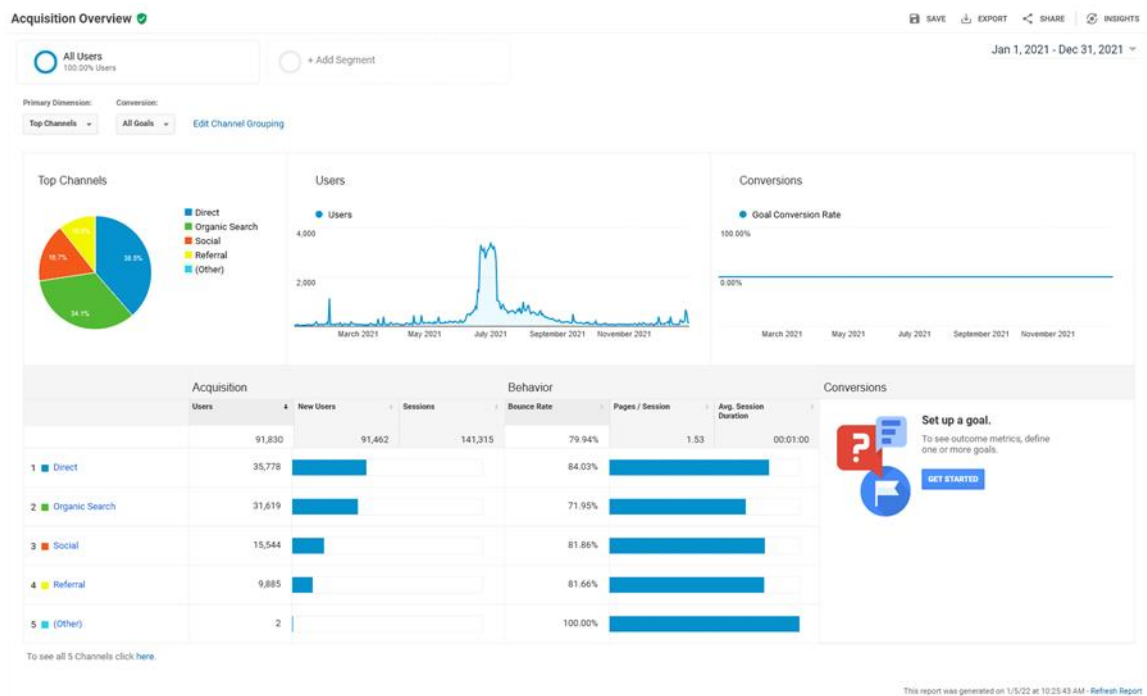 Acquisition Overview
SAVE EXPORT SHARE INSIGHTS
All Users
100.00% Users
+ Add Segment
Jan 1, 2021 - Dec 31, 2021
Primary Dimension: Conversion:
Top Channels All Goals Edit Channel Grouping
Top Channels
Direct
Organic Search
Social
Referral
(Other)
38.5%
34.1%
16.7%
Users
Users
4,000
2,000
March 2021 May 2021 July 2021 September 2021 November 2021
Conversions
Goal Conversion Rate
100.00%
0.00%
March 2021 May 2021 July 2021 September 2021 November 2021
Acquisition Behavior Conversions
Users New Users Sessions Bounce Rate Pages / Session Avg. Session
Duration
91,830 91,462 141,315 79.94% 1.53 00:01:00
1 Direct 35,778 84.03%
2 Organic Search 31,619 71.95%
3 Social 15,544 81.86%
4 Referral 9,885 81.66%
5 (Other) 2 100.00%
Set up a goal.
To see outcome metrics, define
one or more goals.
GET STARTED
To see all 5 Channels click here.
This report was generated on 1/5/22 at 10:25:43 AM - Refresh Report